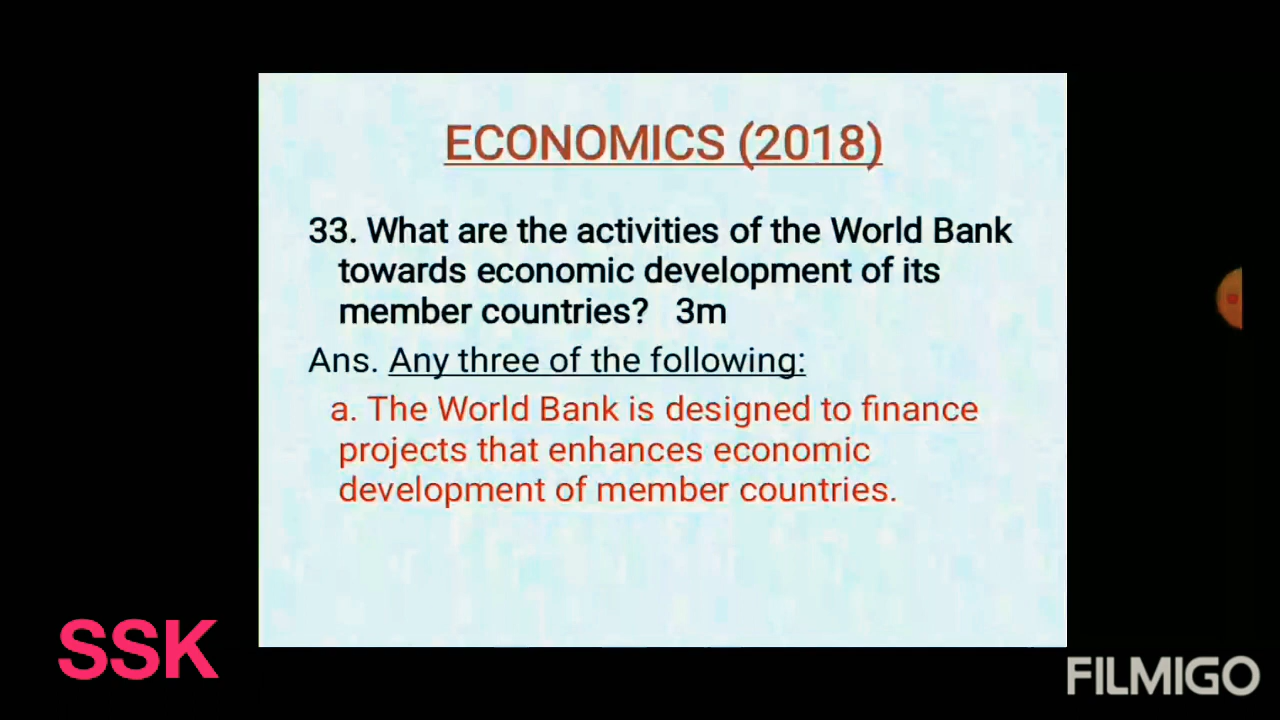 ECONOMICS (2018)
33. What are the activities of the World Bank
towards economic development of its
member countries? 3m
Ans. Any three of the following:
a. The World Bank is designed to finance
projects that enhances economic
development of member countries.
SSK
FILMIGO